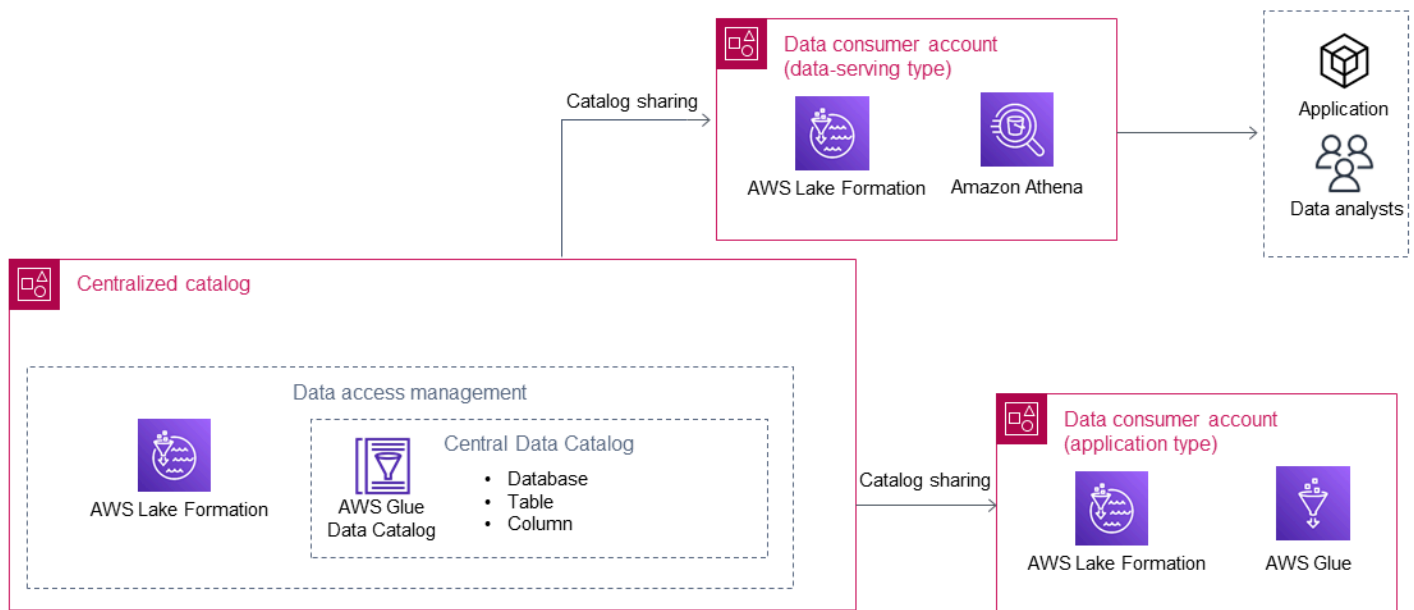 Data consumer account
(data-serving type)
Catalog sharing
AWS Lake Formation
Amazon Athena
Application
Data analysts
Centralized catalog
Data access management
AWS Lake Formation
Central Data Catalog
• Database
• Table
• Column
AWS Glue
Data Catalog
Catalog sharing
Data consumer account
(application type)
AWS Lake Formation
AWS Glue